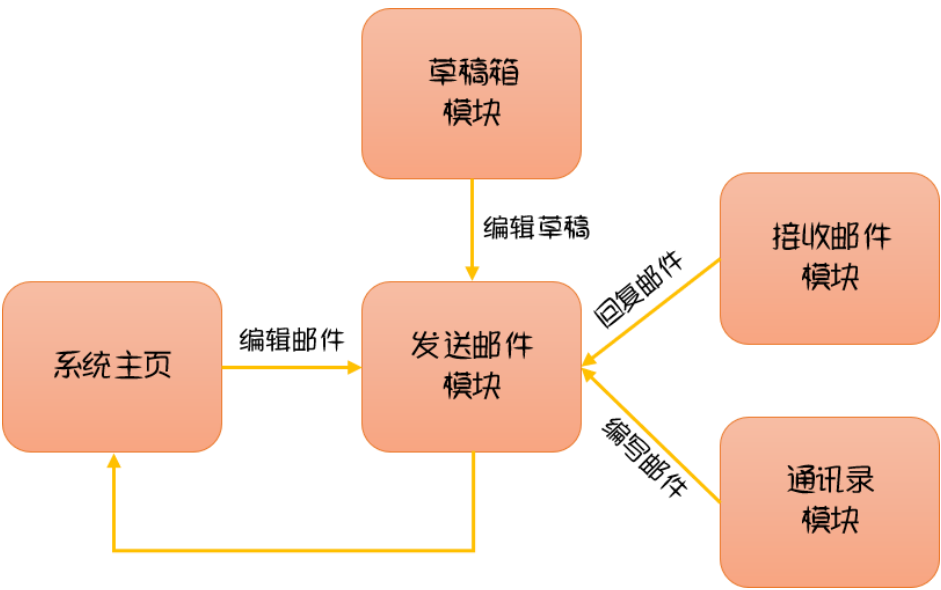 草稿箱
模块
编辑草稿
接收邮件
模块
回复邮件
系统主页
编辑邮件
发送邮件
模块
编写邮件
通讯录
模块